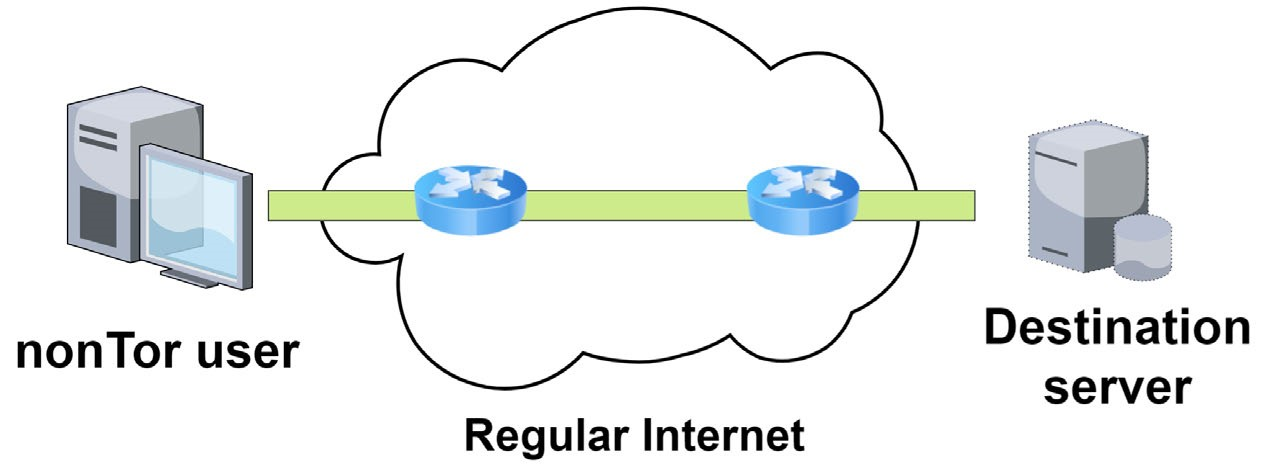 nonTor user
Destination
server
Regular Internet